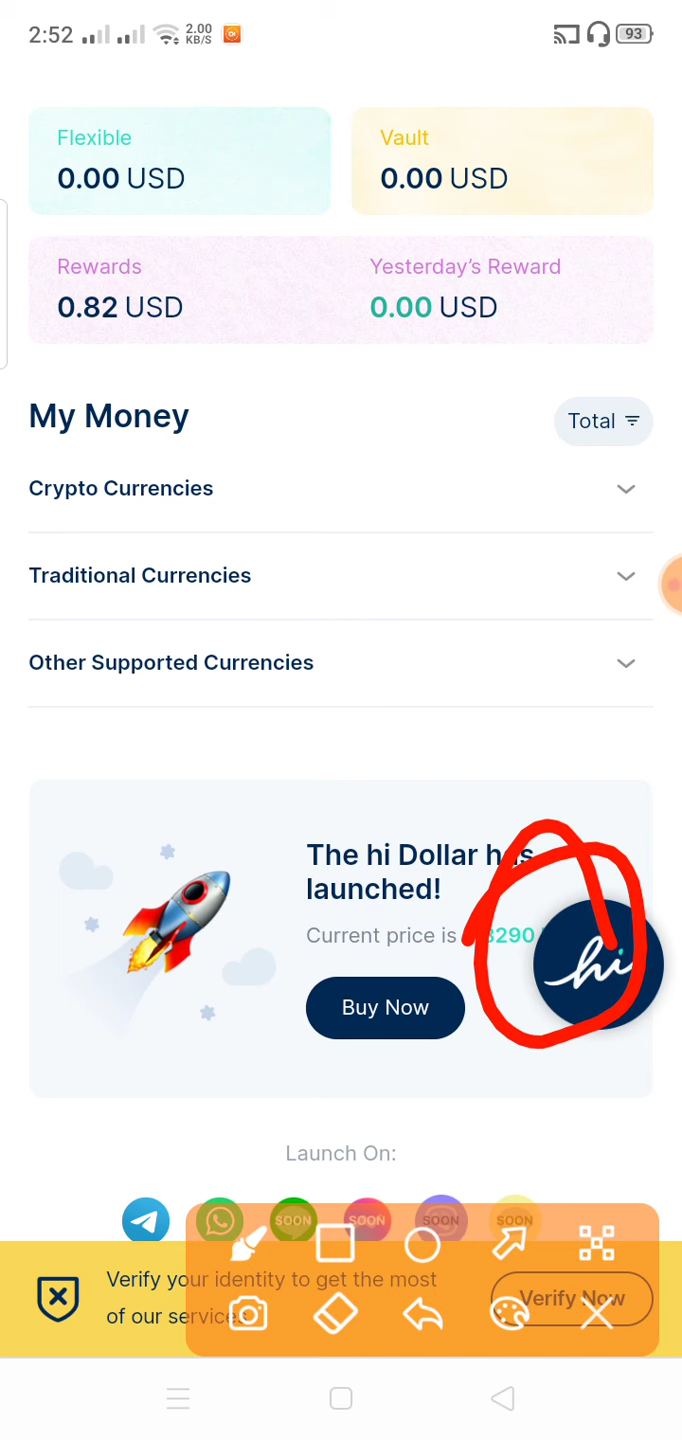 2:52 2.00 KB/S 93
Flexible Vault
0.00 USD 0.00 USD
Rewards Yesterday’s Reward
0.82 USD 0.00 USD
My Money
Total
Crypto Currencies
Traditional Currencies
Other Supported Currencies
The hi Dollar has
launched!
Current price is 3290
hi
Buy Now
Launch On:
SOON SOON SOON SOON
Verify your identity to get the most
of our services
Verify Now